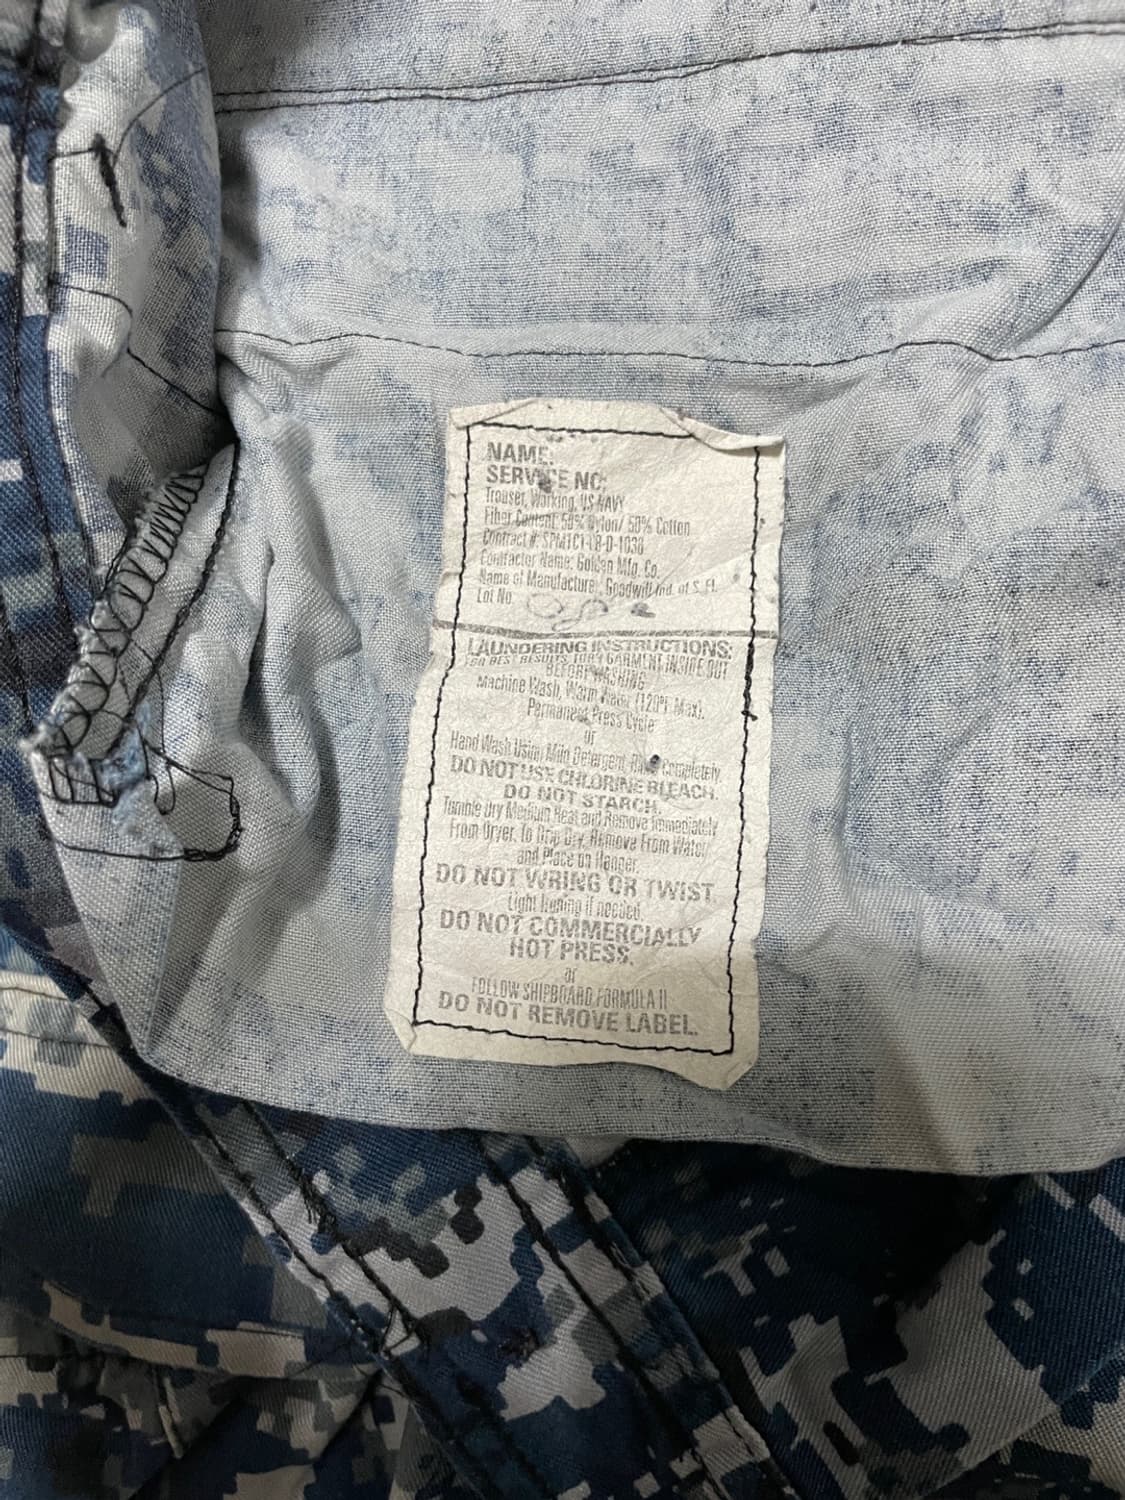 NAME:
SERVICE NO:
Trouser, Working, US NAVY
Fiber Content: 50% Nylon/ 50% Cotton
Contract #: SPM1C1-08-D-1038
Contractor Name: Golden Mfg. Co.
Name of Manufacturer: Goodwill Ind. of S. Fl.
Lot No.
LAUNDERING INSTRUCTIONS:
FOR BEST RESULTS TURN GARMENT INSIDE OUT
BEFORE WASHING
Machine Wash, Warm Water (120°F Max).
Permanent Press Cycle
or
Hand Wash Using Mild Detergent, Rinse Completely.
DO NOT USE CHLORINE BLEACH.
DO NOT STARCH.
Tumble Dry Medium Heat and Remove Immediately
From Dryer. To Drip Dry, Remove From Water
and Place on Hanger.
DO NOT WRING OR TWIST.
Light Ironing if needed.
DO NOT COMMERCIALLY
HOT PRESS.
or
FOLLOW SHIPBOARD FORMULA II
DO NOT REMOVE LABEL.